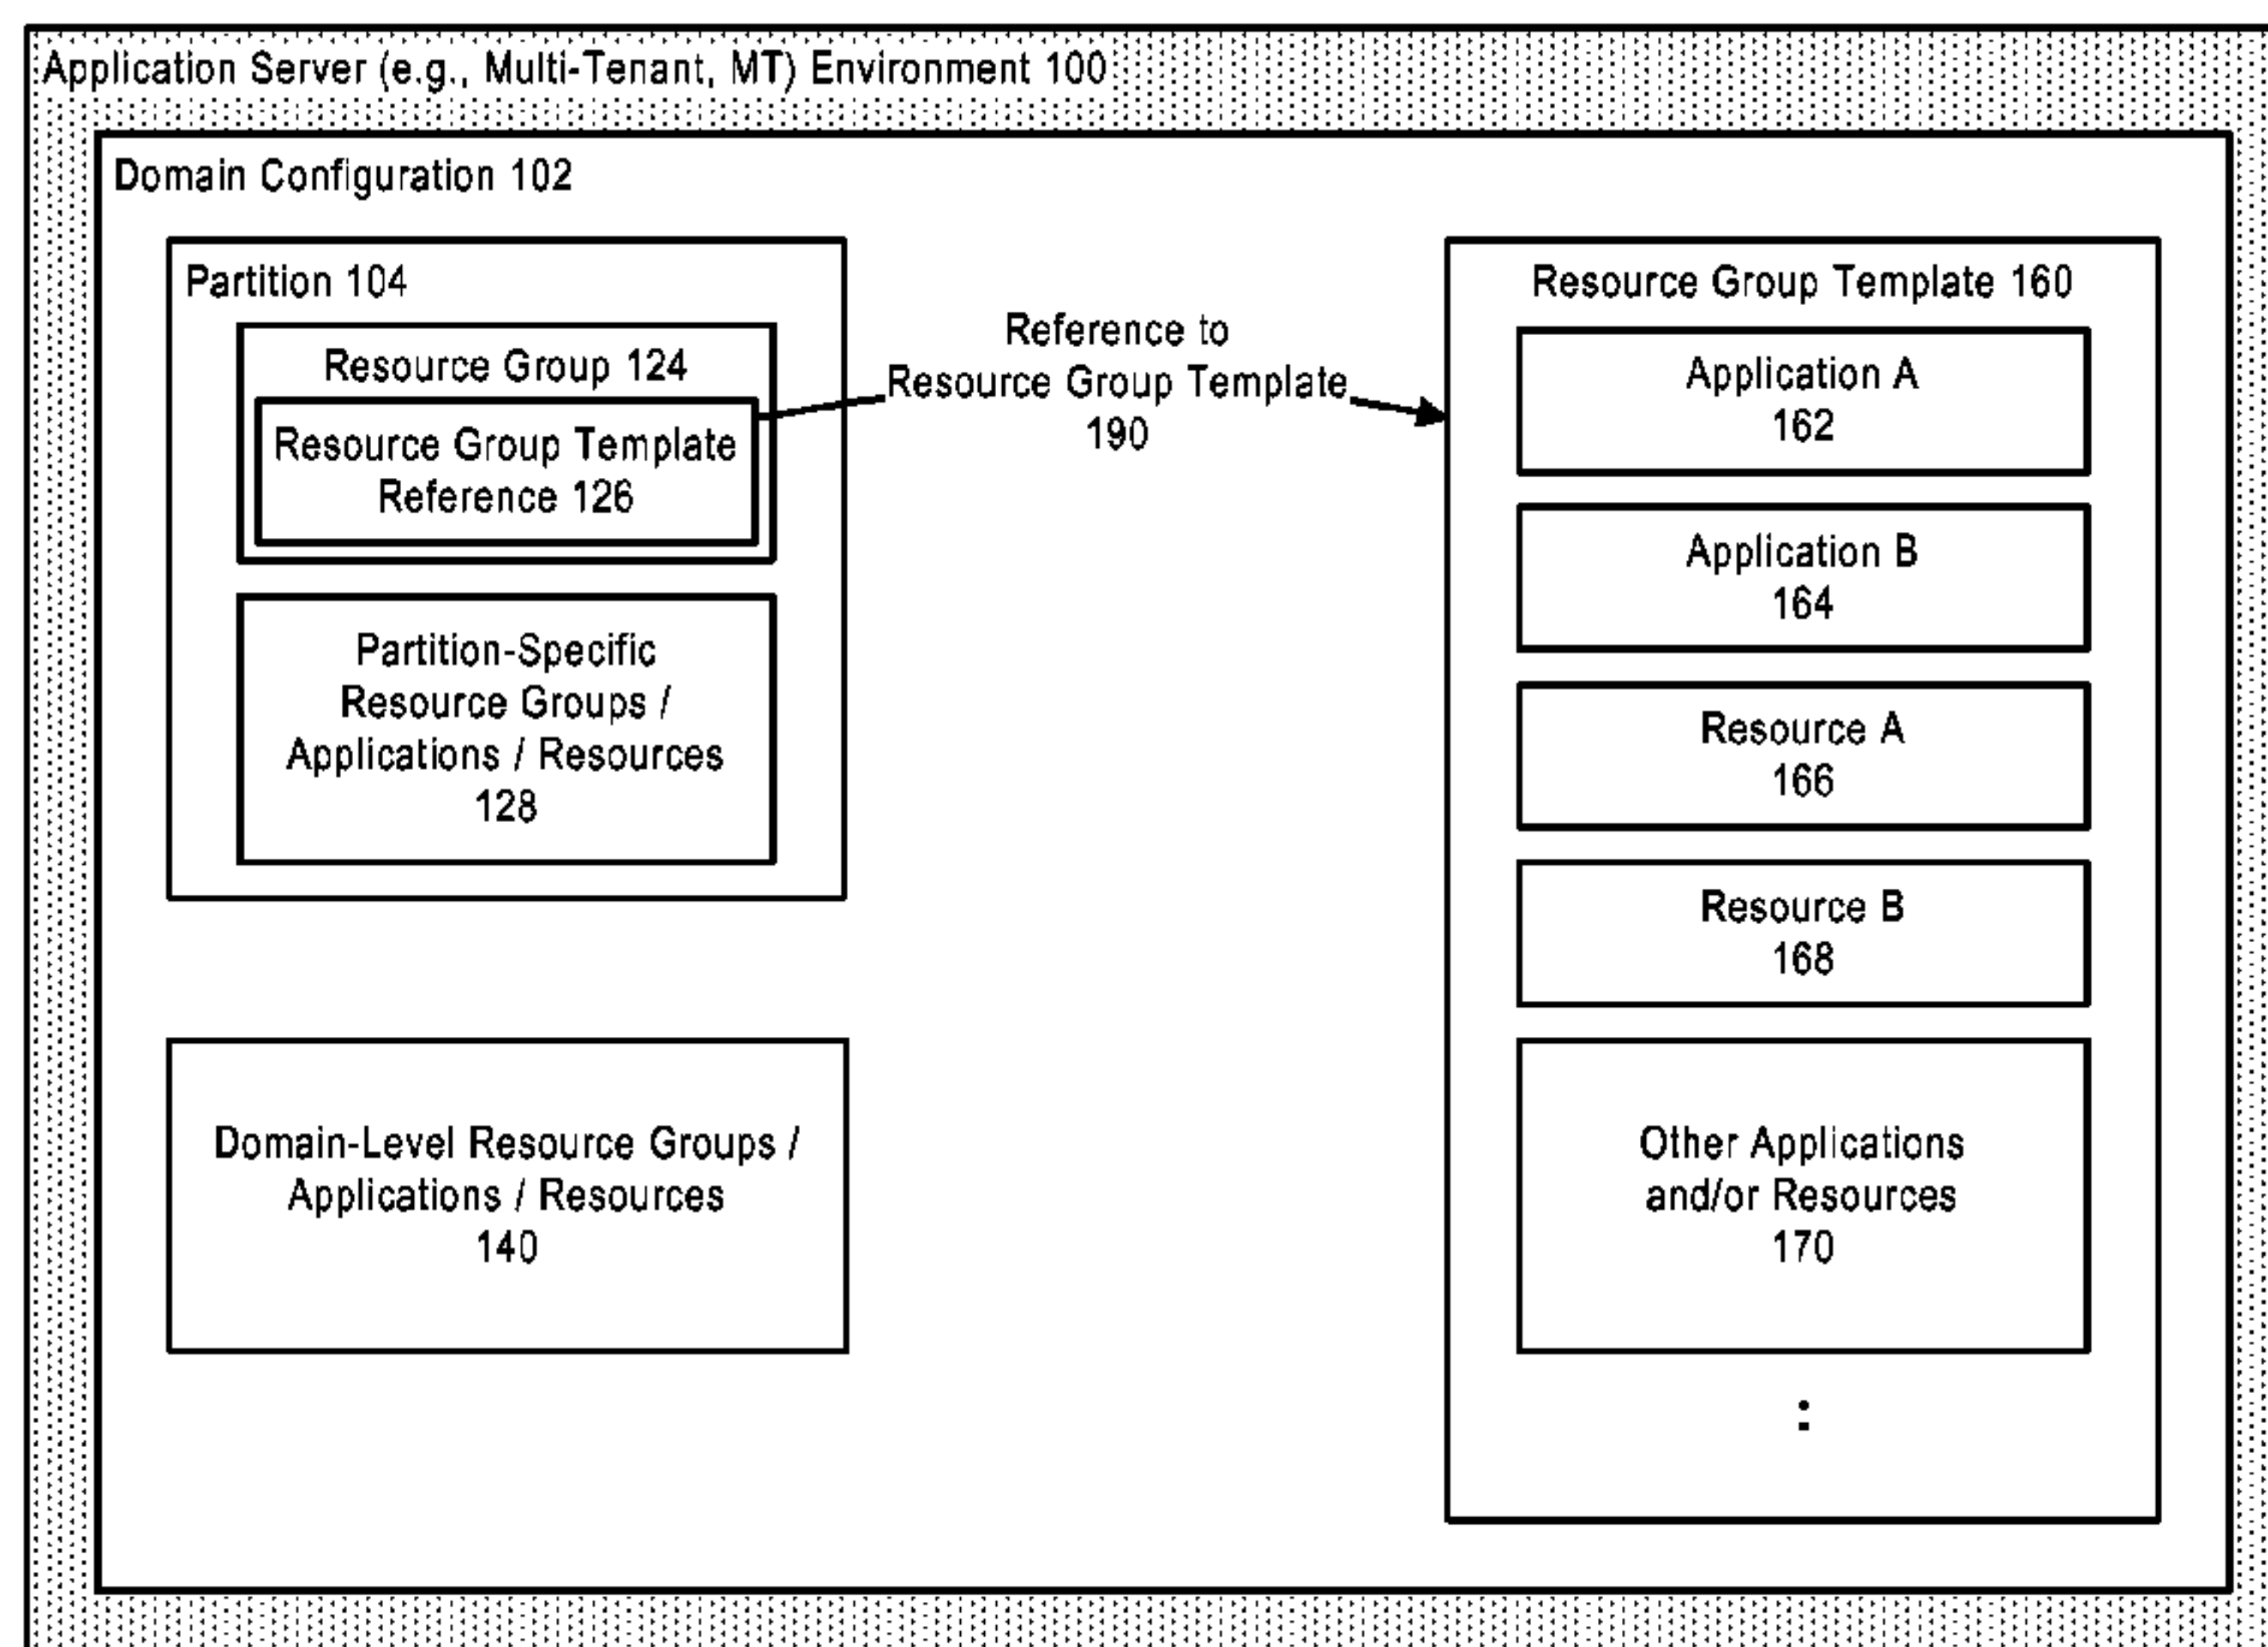 Application Server (e.g., Multi-Tenant, MT) Environment 100
Domain Configuration 102
Partition 104
Resource Group 124
Resource Group Template
Reference 126
Partition-Specific
Resource Groups /
Applications / Resources
128
Domain-Level Resource Groups /
Applications / Resources
140
Reference to
Resource Group Template
190
Resource Group Template 160
Application A
162
Application B
164
Resource A
166
Resource B
168
Other Applications
and/or Resources
170
: